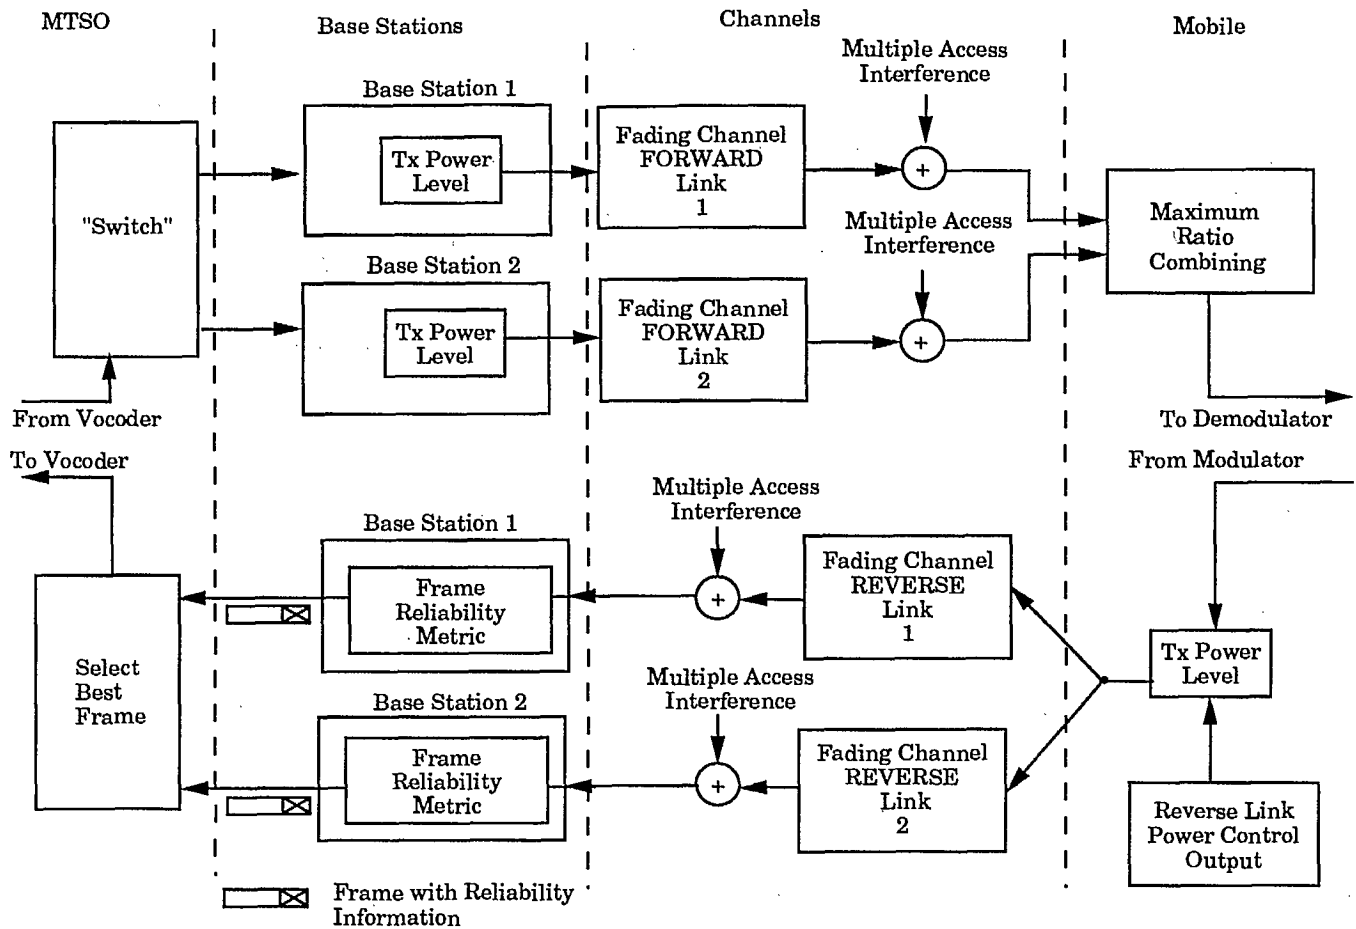 MTSO
Base Stations
Channels
Mobile
Multiple Access
Interference
Base Station 1
Tx Power
Level
Fading Channel
FORWARD
Link
1
+
"Switch"
Multiple Access
Interference
Maximum
Ratio
Combining
Base Station 2
Tx Power
Level
Fading Channel
FORWARD
Link
2
+
From Vocoder
To Demodulator
To Vocoder
From Modulator
Multiple Access
Interference
Base Station 1
Frame
Reliability
Metric
+
Fading Channel
REVERSE
Link
1
Select
Best
Frame
Tx Power
Level
Multiple Access
Interference
Base Station 2
Frame
Reliability
Metric
+
Fading Channel
REVERSE
Link
2
Reverse Link
Power Control
Output
Frame with Reliability
Information